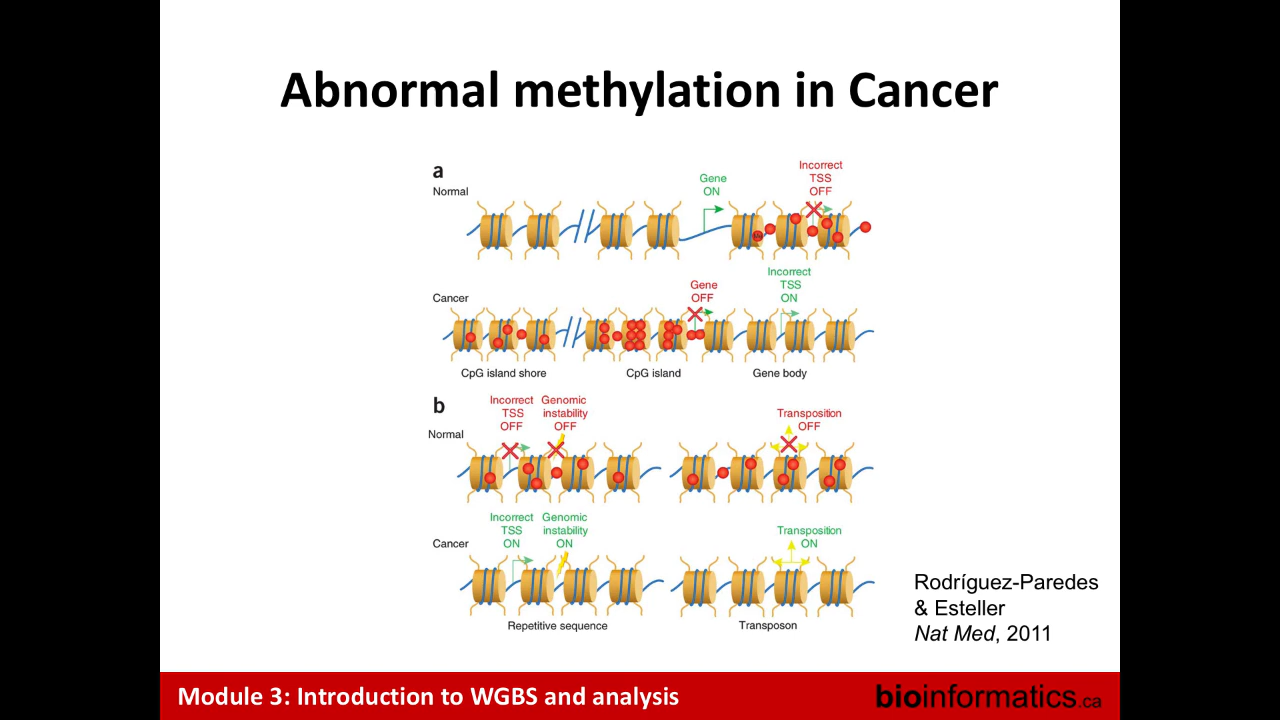 Abnormal methylation in Cancer
a
Normal
Gene
ON
Incorrect
TSS
OFF
Cancer
Gene
OFF
Incorrect
TSS
ON
CpG island shore
CpG island
Gene body
b
Normal
Incorrect
TSS
OFF
Genomic
instability
OFF
Transposition
OFF
Cancer
Incorrect
TSS
ON
Genomic
instability
ON
Transposition
ON
Repetitive sequence
Transposon
Rodríguez-Paredes
& Esteller
Nat Med, 2011
Module 3: Introduction to WGBS and analysis
bioinformatics.ca